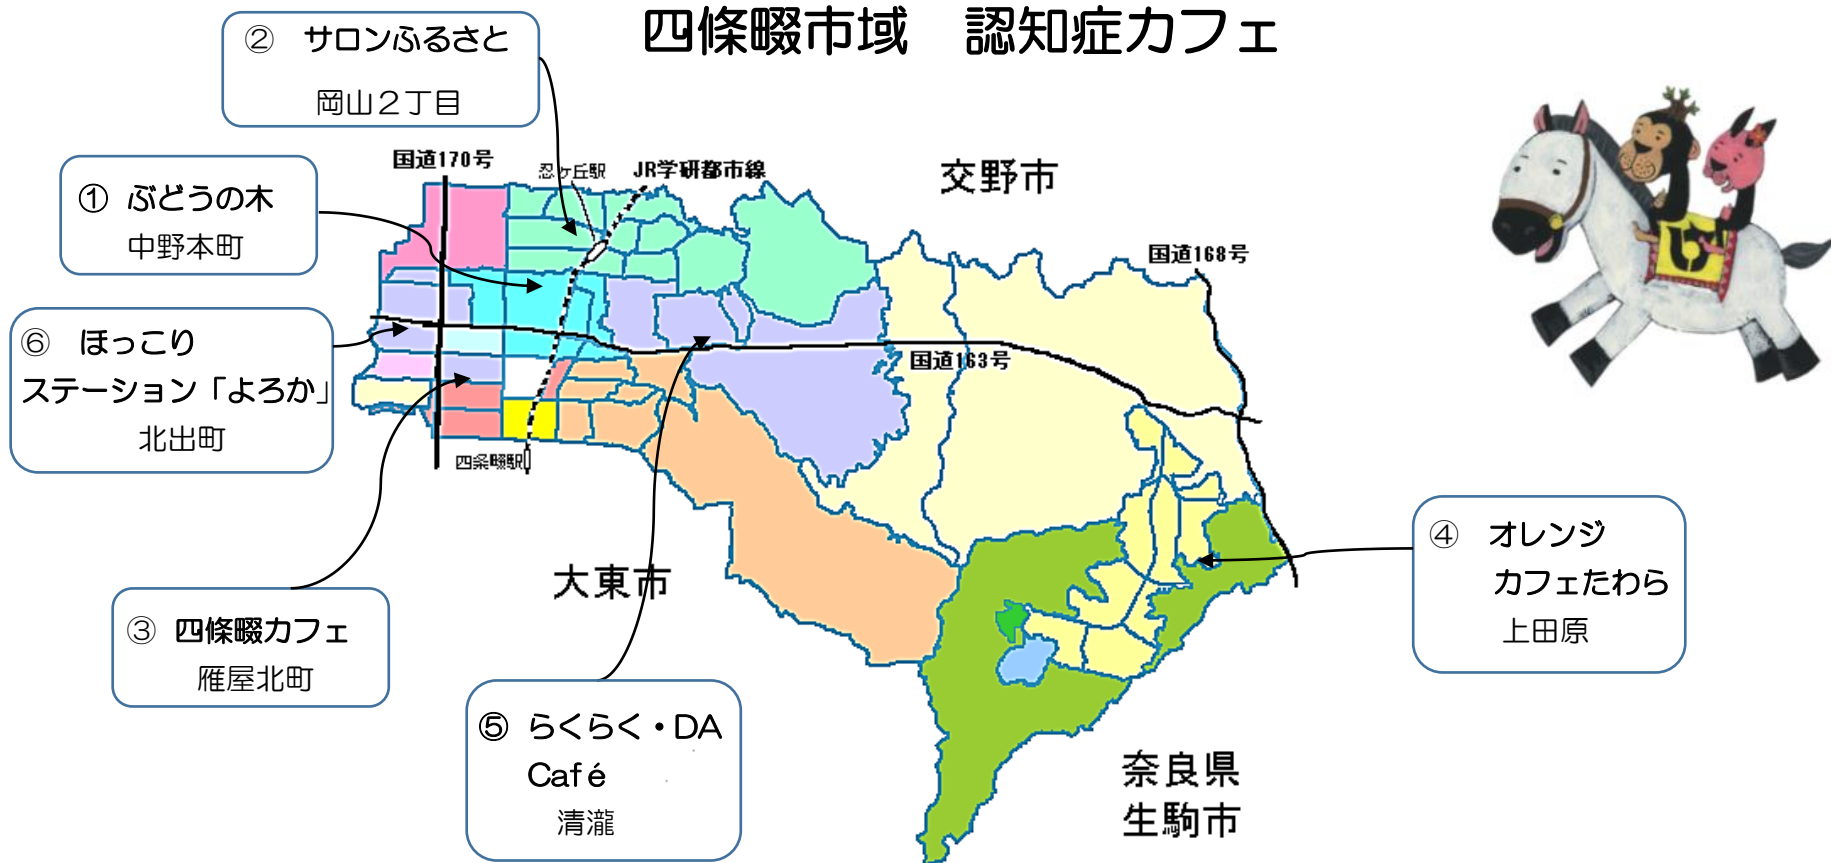 四條畷市域　認知症カフェ
②　サロンふるさと
岡山２丁目
①　ぶどうの木
中野本町
⑥　ほっこり
ステーション「よろか」
北出町
③　四條畷カフェ
雁屋北町
⑤　らくらく・DA
Café
清瀧
④　オレンジ
カフェたわら
上田原
国道170号
忍ヶ丘駅
JR学研都市線
交野市
国道168号
国道163号
四条畷駅
大東市
奈良県
生駒市